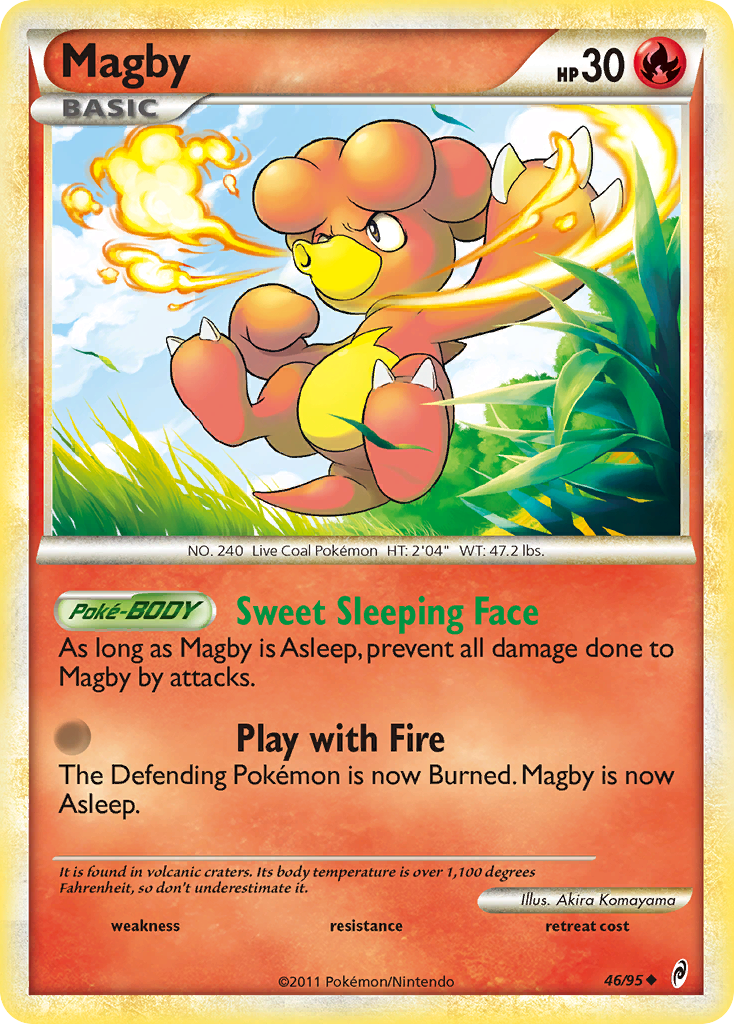 Magby
HP 30
BASIC
NO. 240 Live Coal Pokémon HT: 2'04" WT: 47.2 lbs.
Poké-BODY Sweet Sleeping Face
As long as Magby is Asleep, prevent all damage done to
Magby by attacks.
Play with Fire
The Defending Pokémon is now Burned. Magby is now
Asleep.
It is found in volcanic craters. Its body temperature is over 1,100 degrees
Fahrenheit, so don't underestimate it.
Illus. Akira Komayama
weakness resistance retreat cost
©2011 Pokémon/Nintendo 46/95